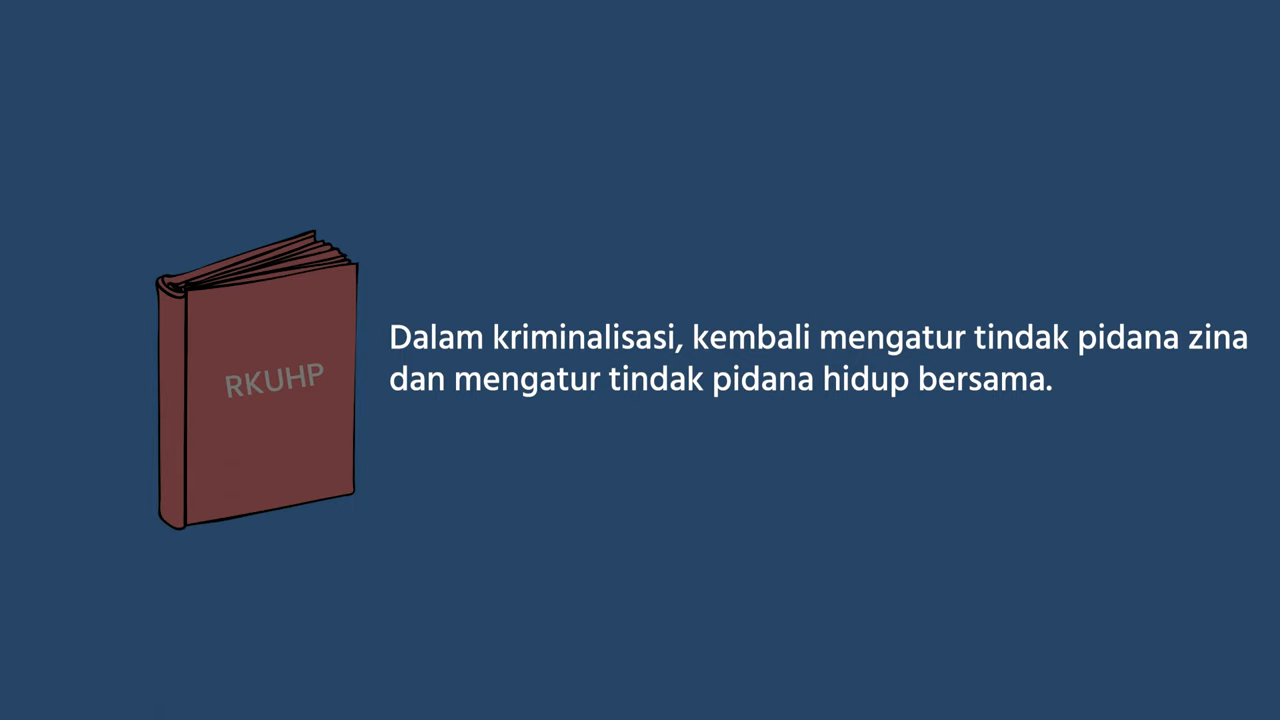 RKUHP
Dalam kriminalisasi, kembali mengatur tindak pidana zina
dan mengatur tindak pidana hidup bersama.